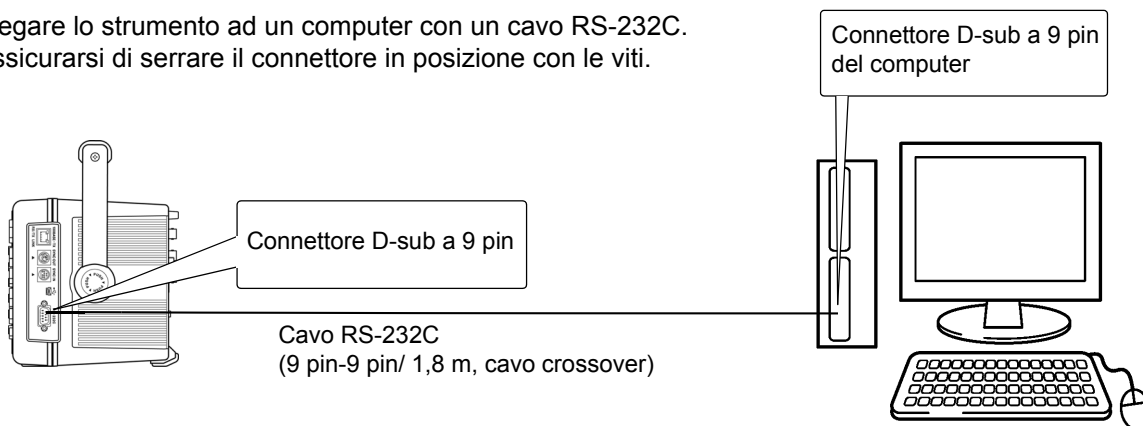 egare lo strumento ad un computer con un cavo RS-232C.
ssicurarsi di serrare il connettore in posizione con le viti.
Connettore D-sub a 9 pin
del computer
Connettore D-sub a 9 pin
Cavo RS-232C
(9 pin-9 pin/ 1,8 m, cavo crossover)